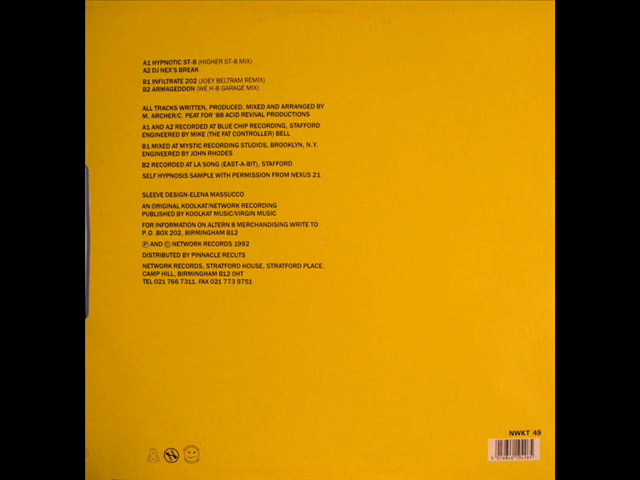 A1 HYPNOTIC ST-8 (HIGHER ST-8 MIX)
A2 DJ NEX'S BREAK
B1 INFILTRATE 202 (JOEY BELTRAM REMIX)
B2 ARMAGEDDON (WE H-8 GARAGE MIX)
ALL TRACKS WRITTEN, PRODUCED, MIXED AND ARRANGED BY
M. ARCHER/C. PEAT FOR '88 ACID REVIVAL PRODUCTIONS
A1 AND A2 RECORDED AT BLUE CHIP RECORDING, STAFFORD
ENGINEERED BY MIKE (THE FAT CONTROLLER) BELL
B1 MIXED AT MYSTIC RECORDING STUDIOS, BROOKLYN, N.Y.
ENGINEERED BY JOHN RHODES
B2 RECORDED AT LA SONG (EAST-A-BIT), STAFFORD
SELF HYPNOSIS SAMPLE WITH PERMISSION FROM NEXUS 21
SLEEVE DESIGN-ELENA MASSUCCO
AN ORIGINAL KOOLKAT/NETWORK RECORDING
PUBLISHED BY KOOLKAT MUSIC/VIRGIN MUSIC
FOR INFORMATION ON ALTERN 8 MERCHANDISING WRITE TO
P.O. BOX 202, BIRMINGHAM B12
Ⓟ AND © NETWORK RECORDS 1992
DISTRIBUTED BY PINNACLE RECUTS
NETWORK RECORDS, STRATFORD HOUSE, STRATFORD PLACE,
CAMP HILL, BIRMINGHAM B12 0HT
TEL 021 766 7311. FAX 021 773 9751
NWKT 49